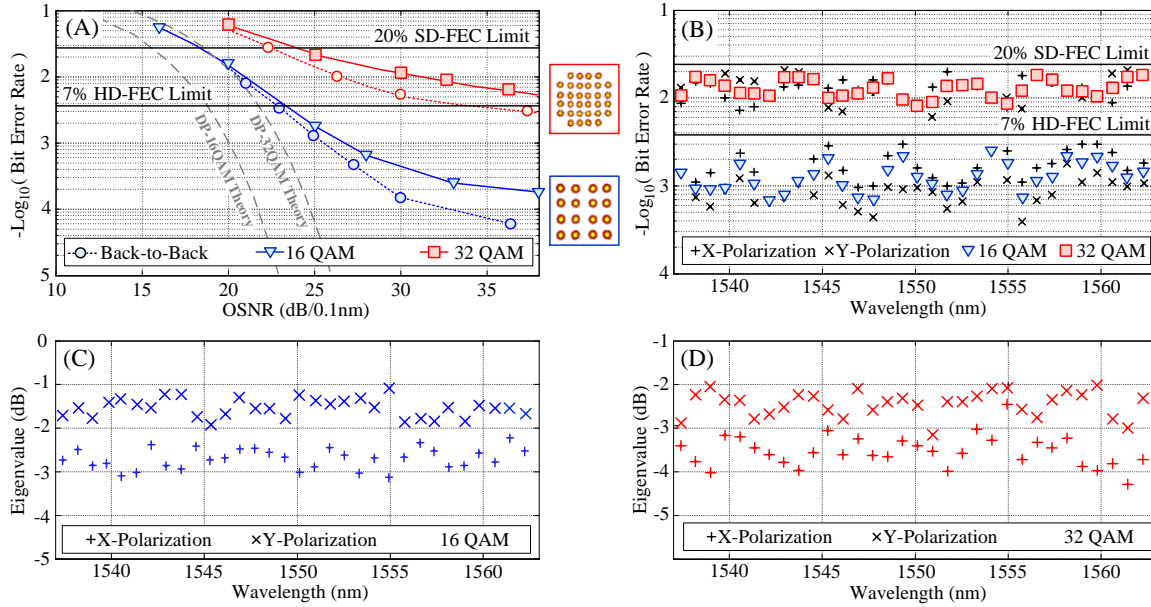 (A)
20% SD-FEC Limit
7% HD-FEC Limit
DP-16QAM Theory
DP-32QAM Theory
Back-to-Back 16 QAM 32 QAM
-Log10( Bit Error Rate )
1
2
3
4
5
10 15 20 25 30 35
OSNR (dB/0.1nm)
(B)
20% SD-FEC Limit
7% HD-FEC Limit
X-Polarization Y-Polarization 16 QAM 32 QAM
-Log10( Bit Error Rate )
-1
2
3
4
1540 1545 1550 1555 1560
Wavelength (nm)
(C)
Eigenvalue (dB)
0
-1
-2
-3
-4
-5
X-Polarization Y-Polarization 16 QAM
1540 1545 1550 1555 1560
Wavelength (nm)
(D)
Eigenvalue (dB)
-1
-2
-3
-4
-5
-6
X-Polarization Y-Polarization 32 QAM
1540 1545 1550 1555 1560
Wavelength (nm)